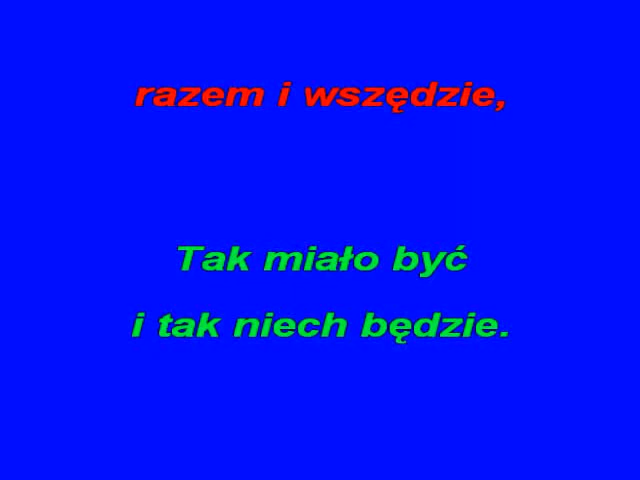 razem i wszędzie,
Tak miało być
i tak niech będzie.